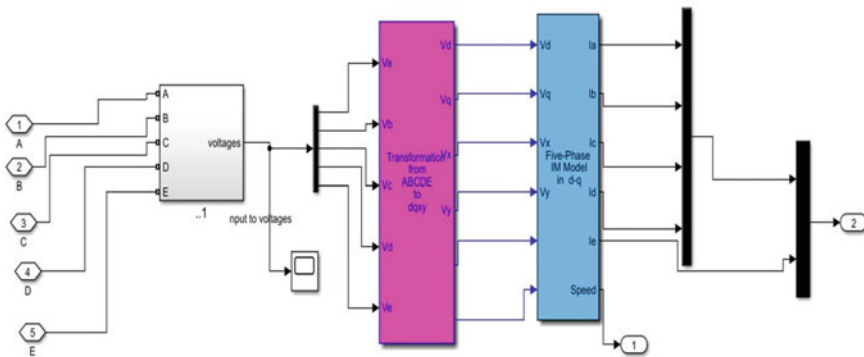 1
A
2
B
3
C
4
D
5
E
A
B
C
D
E
voltages
..1
nput to voltages
Va
Vb
Vc
Vd
Ve
Transformation
from
ABCDE
to
dqxy
Vd
Vq
Vx
Vy
Vd
Vq
Vx
Vy
Five-Phase
IM Model
in d-q
Ia
Ib
Ic
Id
Ie
Speed
1
2